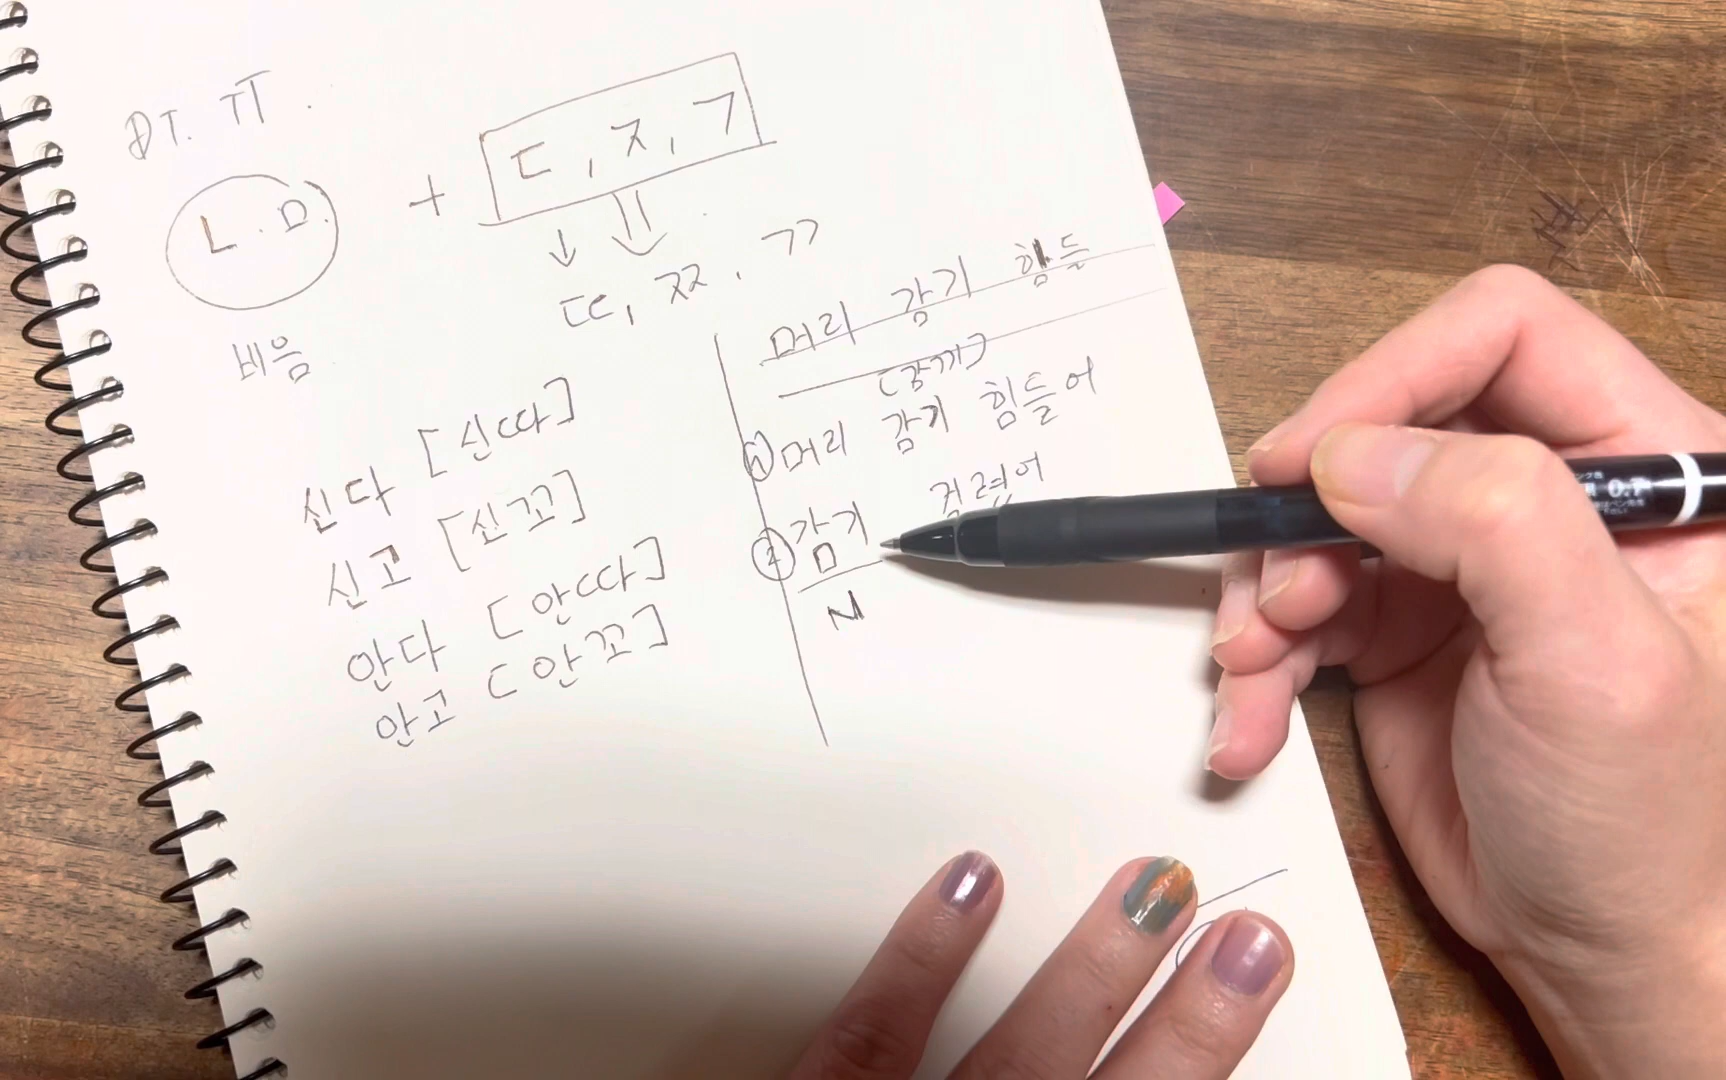 ㄴ.ㅁ. + ㄷ, ㅈ, ㄱ
ㄸ, ㅉ, ㄲ
비음
신다 [신따]
신고 [신꼬]
안다 [안따]
안고 [안꼬]
머리 감기 힘들
[감끼]
① 머리 감기 힘들어
② 감기 걸렸어
N
0.7